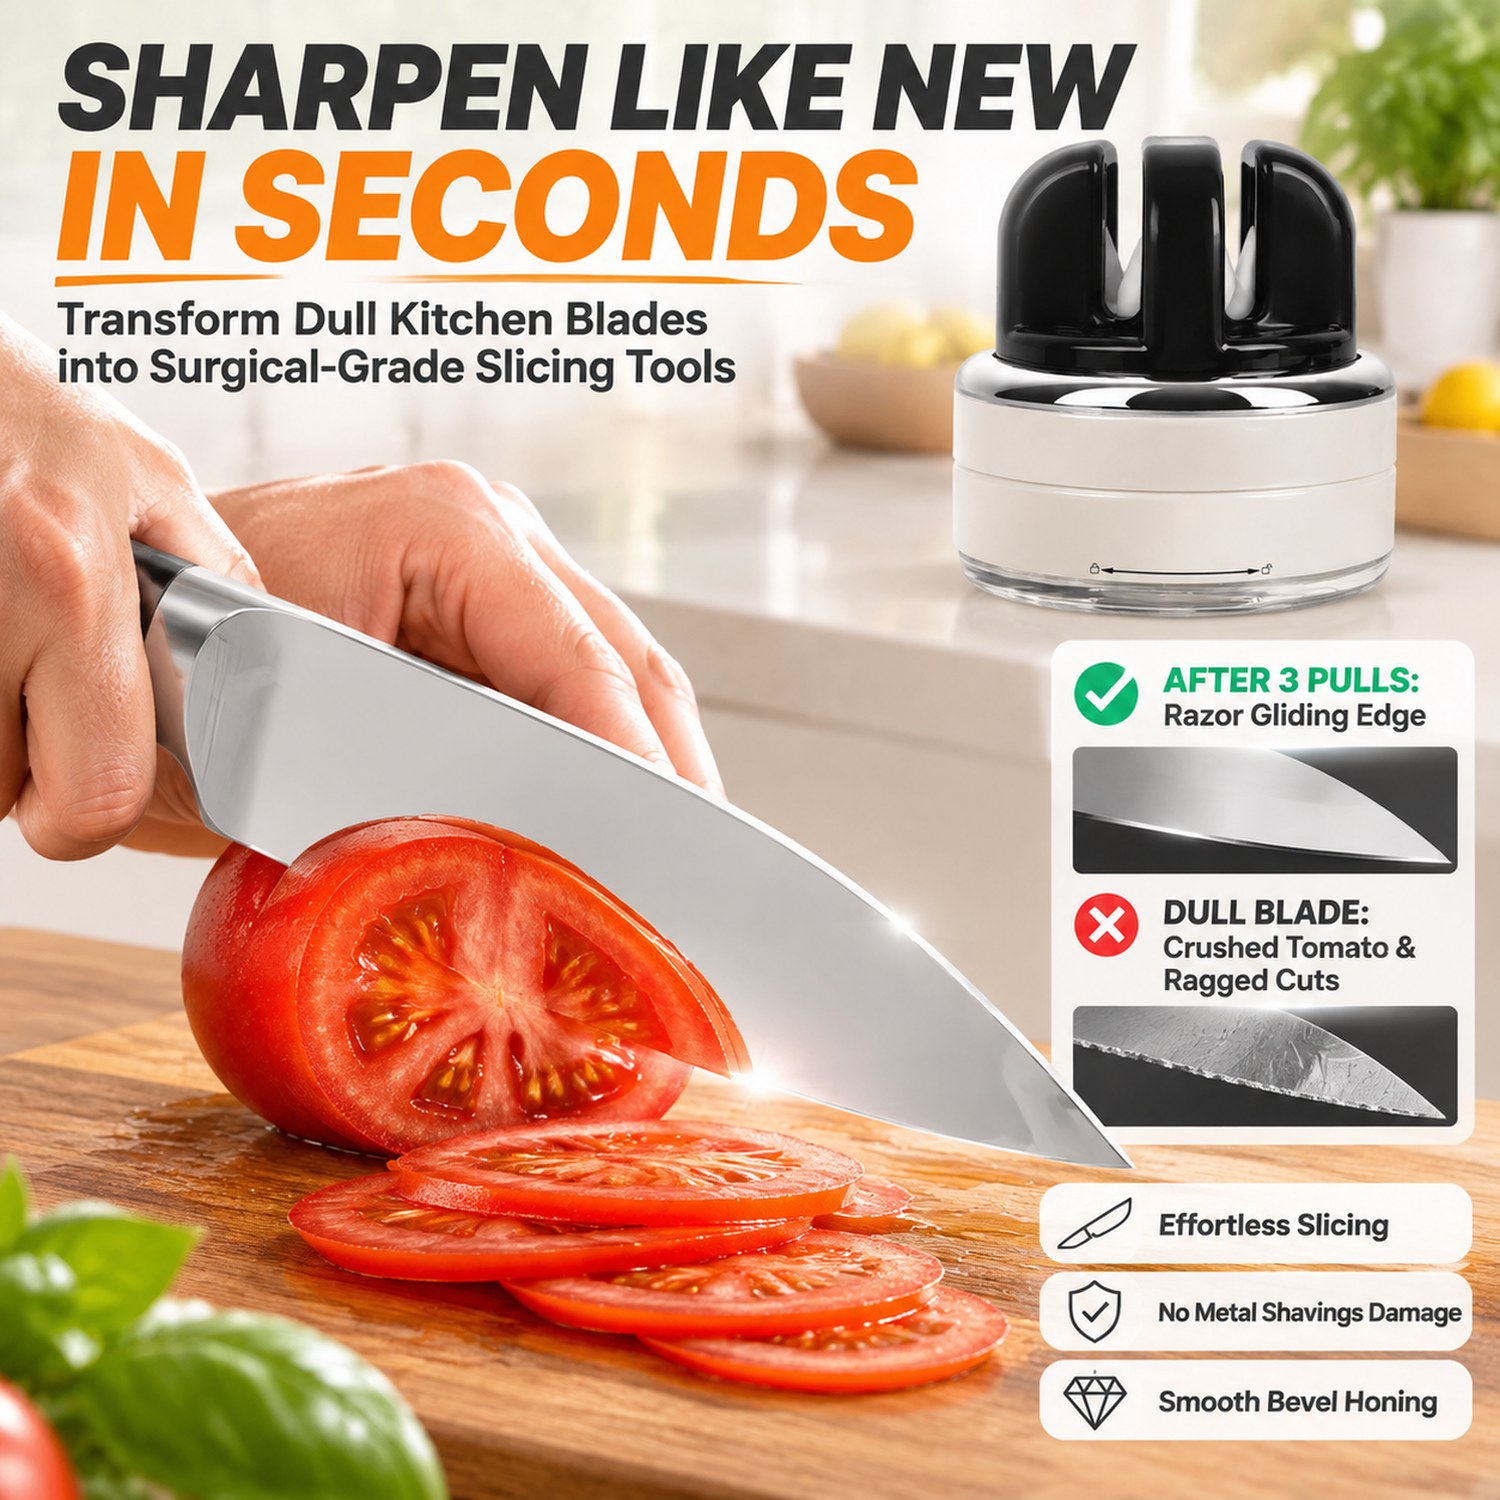 SHARPEN LIKE NEW
IN SECONDS
Transform Dull Kitchen Blades
into Surgical-Grade Slicing Tools
AFTER 3 PULLS:
Razor Gliding Edge
DULL BLADE:
Crushed Tomato &
Ragged Cuts
Effortless Slicing
No Metal Shavings Damage
Smooth Bevel Honing